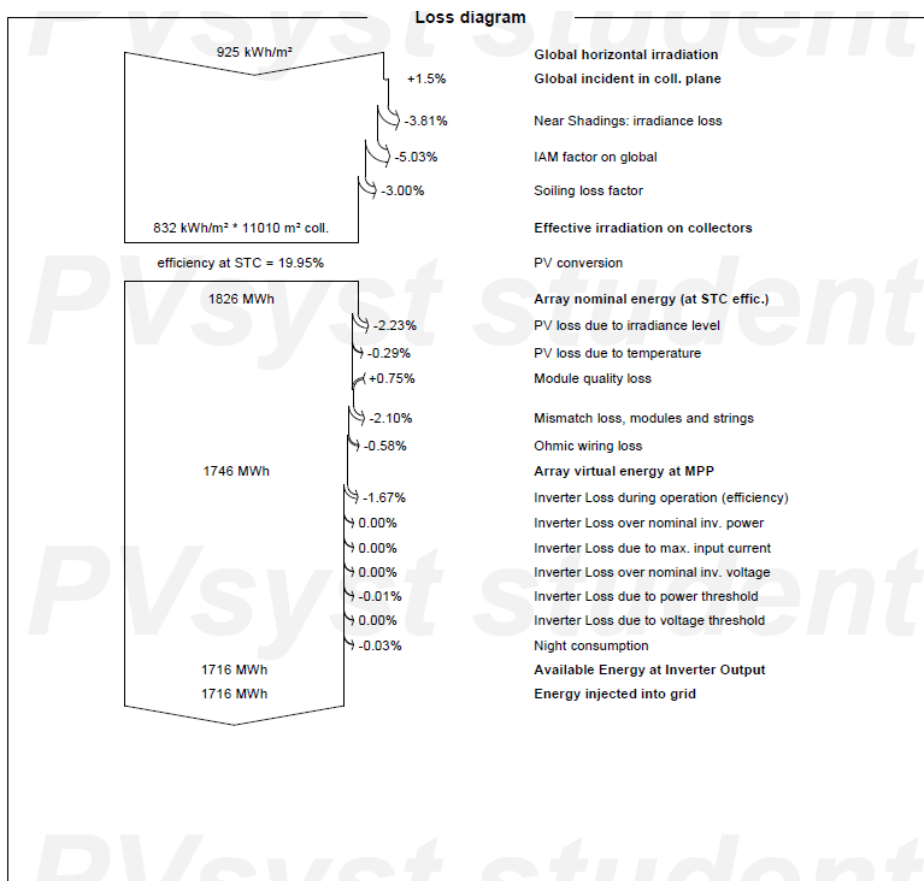 Loss diagram
PVsyst student
925 kWh/m² Global horizontal irradiation
+1.5% Global incident in coll. plane
-3.81% Near Shadings: irradiance loss
-5.03% IAM factor on global
-3.00% Soiling loss factor
832 kWh/m² * 11010 m² coll. Effective irradiation on collectors
efficiency at STC = 19.95% PV conversion
PVsyst student
1826 MWh Array nominal energy (at STC effic.)
-2.23% PV loss due to irradiance level
-0.29% PV loss due to temperature
+0.75% Module quality loss
-2.10% Mismatch loss, modules and strings
-0.58% Ohmic wiring loss
1746 MWh Array virtual energy at MPP
-1.67% Inverter Loss during operation (efficiency)
0.00% Inverter Loss over nominal inv. power
0.00% Inverter Loss due to max. input current
0.00% Inverter Loss over nominal inv. voltage
PVsyst student
-0.01% Inverter Loss due to power threshold
0.00% Inverter Loss due to voltage threshold
-0.03% Night consumption
1716 MWh Available Energy at Inverter Output
1716 MWh Energy injected into grid
PVsyst student